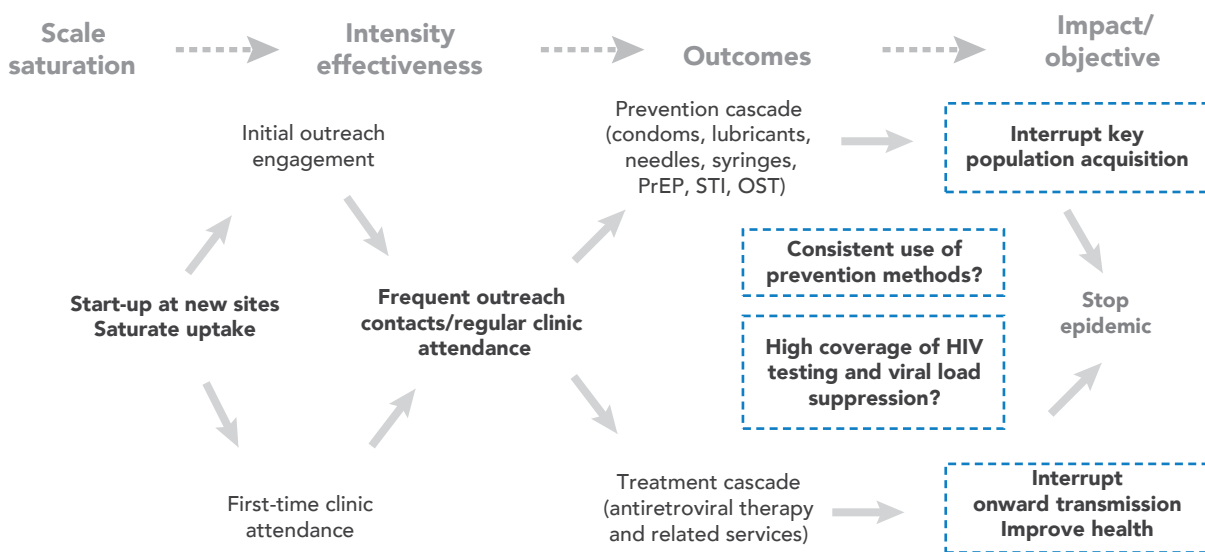 Scale
saturation
Intensity
effectiveness
Outcomes
Impact/
objective
Initial outreach
engagement
Prevention cascade
(condoms, lubricants,
needles, syringes,
PrEP, STI, OST)
Interrupt key
population acquisition
Start-up at new sites
Saturate uptake
Frequent outreach
contacts/regular clinic
attendance
Consistent use of
prevention methods?
High coverage of HIV
testing and viral load
suppression?
Stop
epidemic
First-time clinic
attendance
Treatment cascade
(antiretroviral therapy
and related services)
Interrupt
onward transmission
Improve health